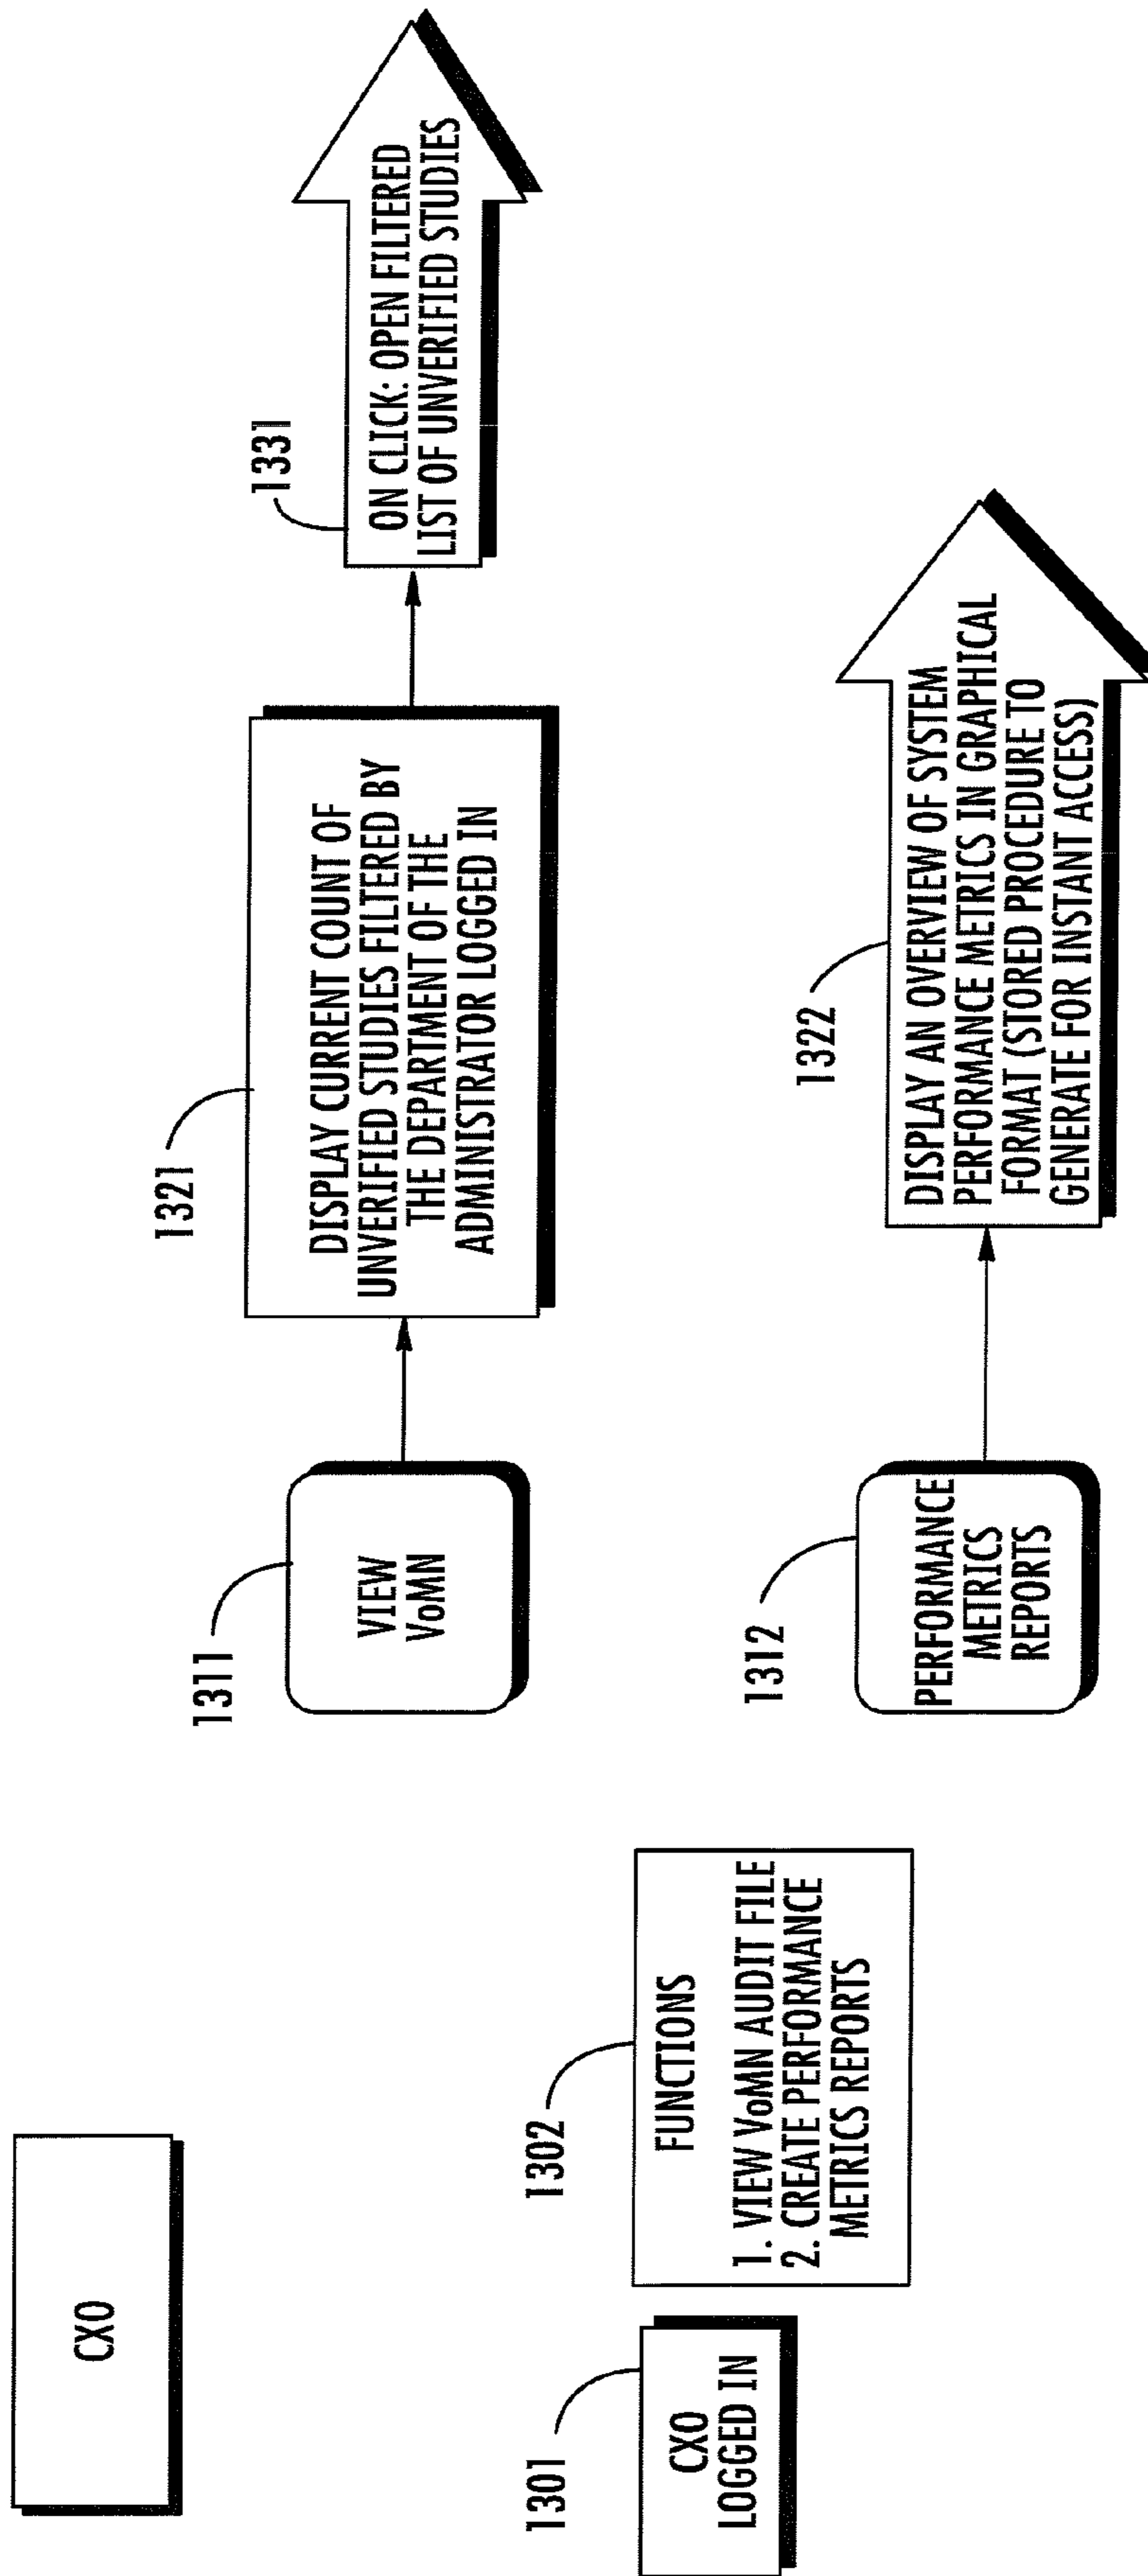 CXO
1301
CXO
LOGGED IN
1302
FUNCTIONS
1. VIEW VoMN AUDIT FILE
2. CREATE PERFORMANCE
METRICS REPORTS
1311
VIEW
VoMN
1321
DISPLAY CURRENT COUNT OF
UNVERIFIED STUDIES FILTERED BY
THE DEPARTMENT OF THE
ADMINISTRATOR LOGGED IN
1331
ON CLICK: OPEN FILTERED
LIST OF UNVERIFIED STUDIES
1312
PERFORMANCE
METRICS
REPORTS
1322
DISPLAY AN OVERVIEW OF SYSTEM
PERFORMANCE METRICS IN GRAPHICAL
FORMAT (STORED PROCEDURE TO
GENERATE FOR INSTANT ACCESS)